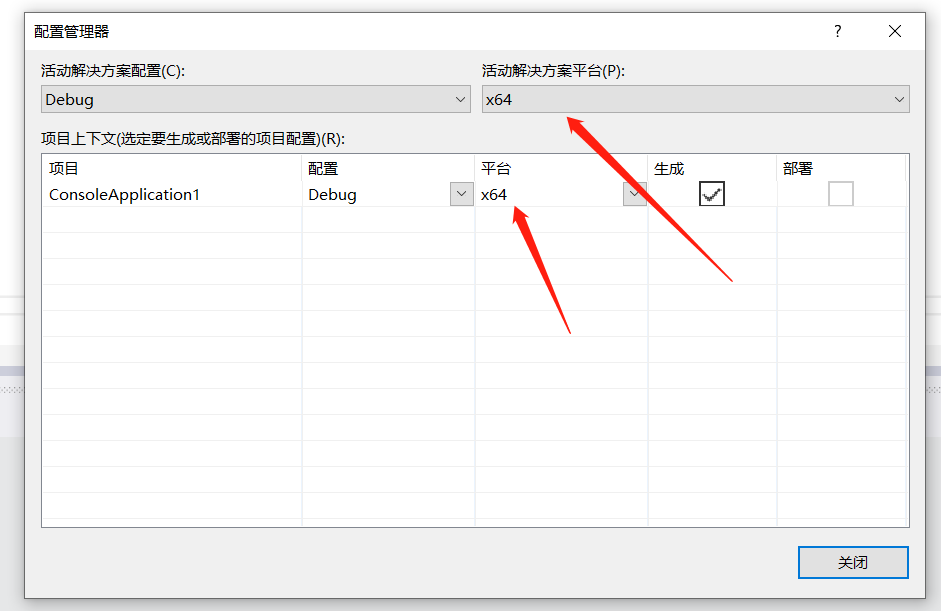 配置管理器
?
活动解决方案配置(C):
活动解决方案平台(P):
Debug
x64
项目上下文(选定要生成或部署的项目配置)(R):
项目 配置 平台 生成 部署
ConsoleApplication1 Debug x64
关闭